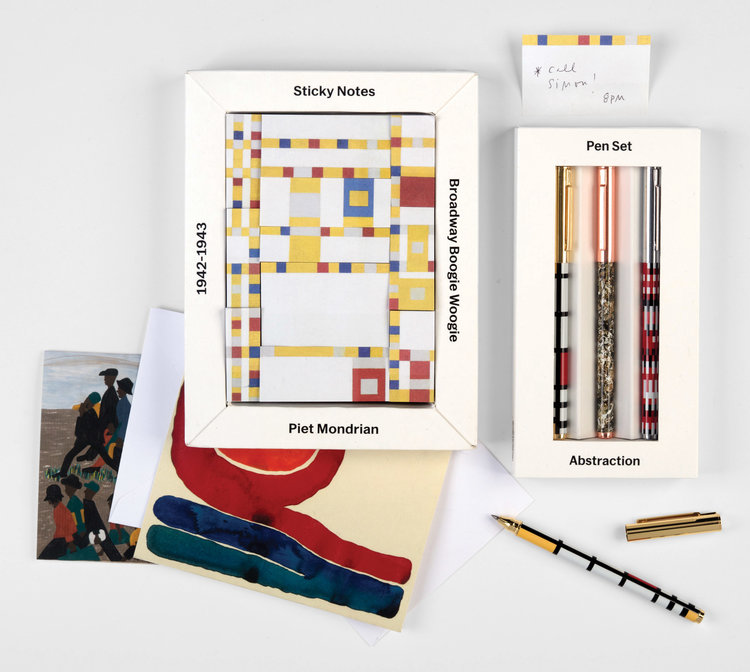 Sticky Notes
1942-1943
Broadway Boogie Woogie
Piet Mondrian
* call
Simon!
8pm
Pen Set
Abstraction